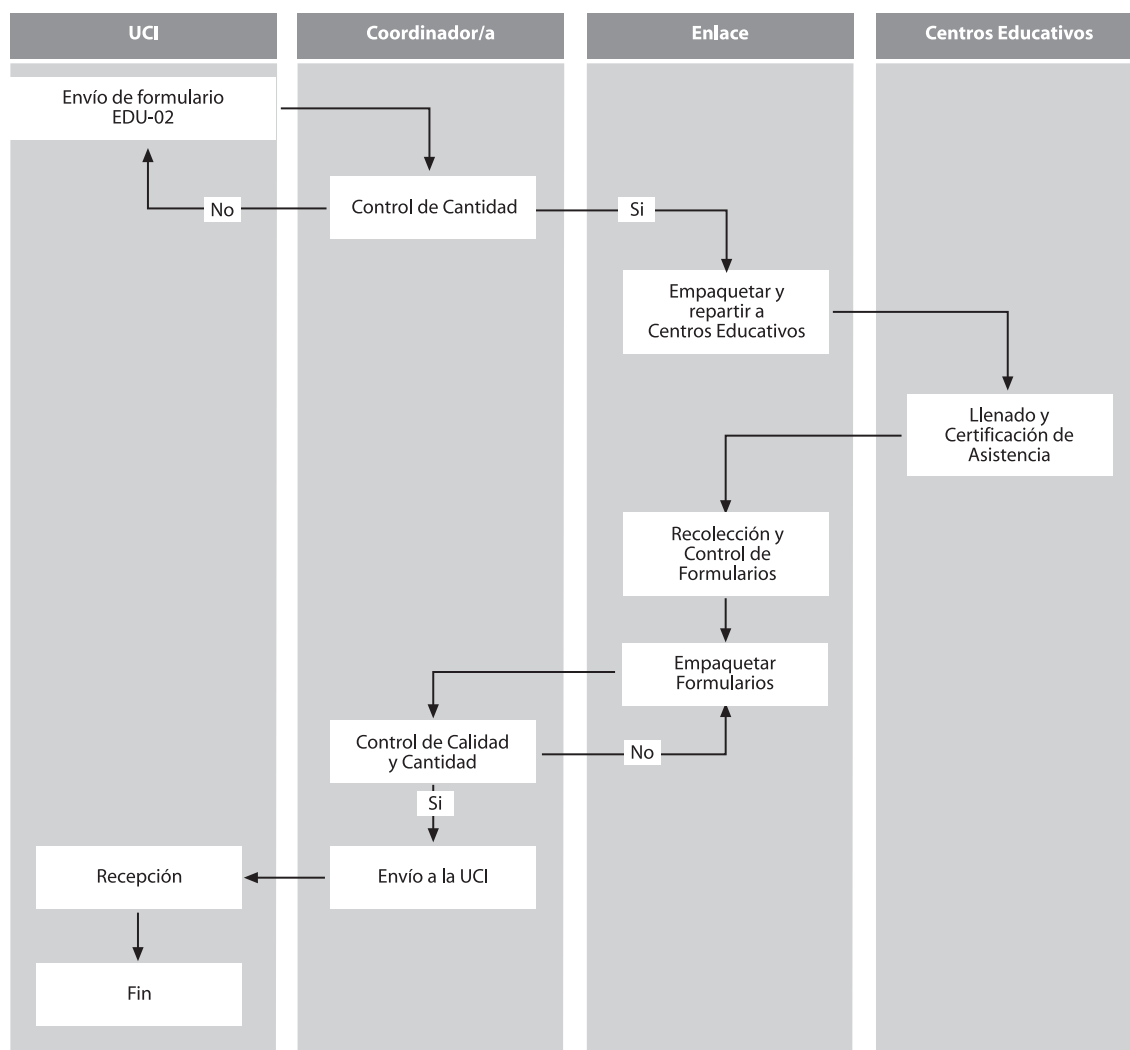 UCI
Coordinador/a
Enlace
Centros Educativos
Envío de formulario
EDU-02
No
Control de Cantidad
Si
Empaquetar y
repartir a
Centros Educativos
Llenado y
Certificación de
Asistencia
Recolección y
Control de
Formularios
Empaquetar
Formularios
Control de Calidad
y Cantidad
No
Si
Recepción
Envío a la UCI
Fin